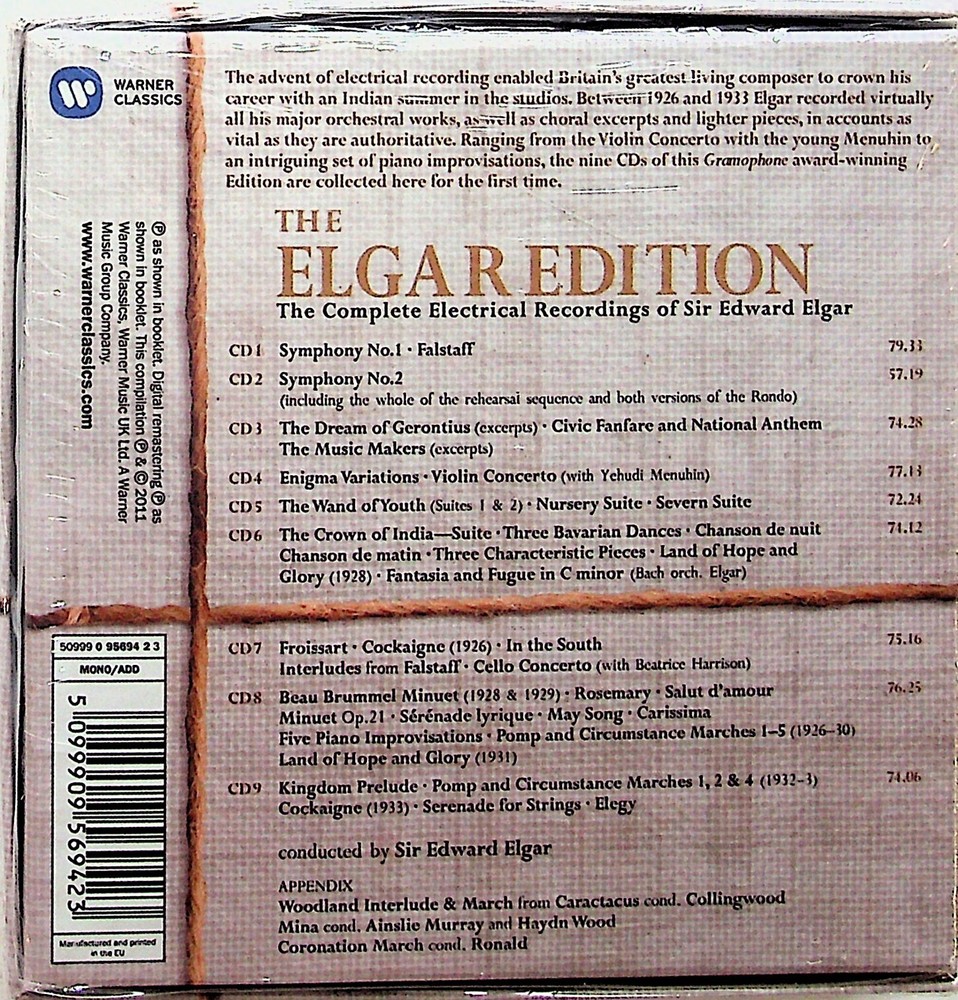 WARNER
CLASSICS
The advent of electrical recording enabled Britain's greatest living composer to crown his
career with an Indian summer in the studios. Between 1926 and 1933 Elgar recorded virtually
all his major orchestral works, as well as choral excerpts and lighter pieces, in accounts as
vital as they are authoritative. Ranging from the Violin Concerto with the young Menuhin to
an intriguing set of piano improvisations, the nine CDs of this Gramophone award-winning
Edition are collected here for the first time.
THE
ELGAR EDITION
The Complete Electrical Recordings of Sir Edward Elgar
CD1 Symphony No.1 · Falstaff 79.33
CD2 Symphony No.2 57.19
(including the whole of the rehearsal sequence and both versions of the Rondo)
CD3 The Dream of Gerontius (excerpts) · Civic Fanfare and National Anthem 74.28
The Music Makers (excerpts)
CD4 Enigma Variations · Violin Concerto (with Yehudi Menuhin) 77.13
CD5 The Wand of Youth (Suites 1 & 2) · Nursery Suite · Severn Suite 72.24
CD6 The Crown of India—Suite · Three Bavarian Dances · Chanson de nuit 74.12
Chanson de matin · Three Characteristic Pieces · Land of Hope and
Glory (1928) · Fantasia and Fugue in C minor (Bach orch. Elgar)
CD7 Froissart · Cockaigne (1926) · In the South 75.16
Interludes from Falstaff · Cello Concerto (with Beatrice Harrison)
CD8 Beau Brummel Minuet (1928 & 1929) · Rosemary · Salut d'amour 76.25
Minuet Op.21 · Sérénade lyrique · May Song · Carissima
Five Piano Improvisations · Pomp and Circumstance Marches 1–5 (1926–30)
Land of Hope and Glory (1931)
CD9 Kingdom Prelude · Pomp and Circumstance Marches 1, 2 & 4 (1932–3) 74.06
Cockaigne (1933) · Serenade for Strings · Elegy
conducted by Sir Edward Elgar
APPENDIX
Woodland Interlude & March from Caractacus cond. Collingwood
Mina cond. Ainslie Murray and Haydn Wood
Coronation March cond. Ronald
℗ as shown in booklet. Digital remastering ℗ as
shown in booklet. This compilation ℗ & © 2011
Warner Classics, Warner Music UK Ltd. A Warner
Music Group Company.
www.warnerclassics.com
50999 0 95694 2 3
MONO/ADD
5 099909 569423
Manufactured and printed
in the EU